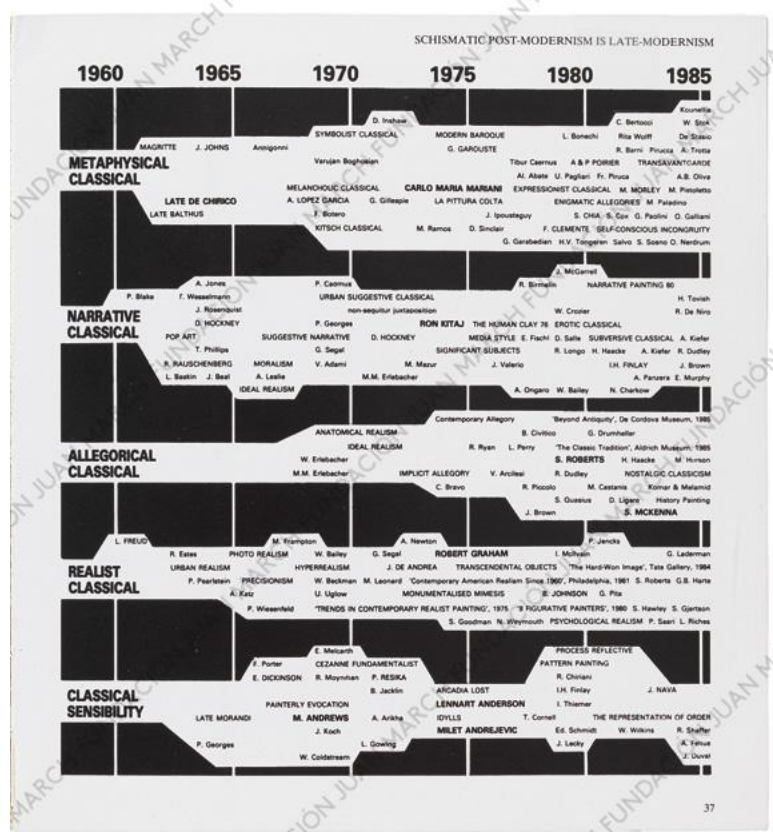 SCHISMATIC POST-MODERNISM IS LATE-MODERNISM
1960 1965 1970 1975 1980 1985
Kounellis
D. Inshaw C. Bertocci W. Stok
SYMBOLIST CLASSICAL MODERN BAROQUE L. Bonechi Rita Wolff De Stasio
MAGRITTE J. JOHNS Annigonni G. GAROUSTE R. Barni Pirucca A. Trotta
METAPHYSICAL CLASSICAL
Varujan Boghosian Tibur Caernus A & P POIRIER TRANSAVANTGARDE
Al. Abate U. Pagliari Fr. Piruca A.B. Oliva
MELANCHOLIC CLASSICAL CARLO MARIA MARIANI EXPRESSIONIST CLASSICAL M. MORLEY M. Pistoletto
LATE DE CHIRICO A. LOPEZ GARCIA G. Gillespie LA PITTURA COLTA ENIGMATIC ALLEGORIES M. Paladino
LATE BALTHUS F. Botero J. Ipousteguy S. CHIA S. Cox G. Paolini O. Galliani
KITSCH CLASSICAL M. Ramos D. Sinclair F. CLEMENTE SELF-CONSCIOUS INCONGRUITY
G. Garabedian H.V. Tongeren Salvo S. Sosno O. Nerdrum
J. McGarrell
A. Jones P. Caornus R. Birmelin NARRATIVE PAINTING 80
P. Blake T. Wesselmann URBAN SUGGESTIVE CLASSICAL H. Tovish
J. Rosenquist non-sequitur juxtaposition W. Crozier R. De Niro
NARRATIVE CLASSICAL
D. HOCKNEY P. Georges RON KITAJ THE HUMAN CLAY 76 EROTIC CLASSICAL
POP ART SUGGESTIVE NARRATIVE D. HOCKNEY MEDIA STYLE E. Fischl D. Salle SUBVERSIVE CLASSICAL A. Kiefer
T. Phillips G. Segal SIGNIFICANT SUBJECTS R. Longo H. Haacke A. Kiefer R. Dudley
R. RAUSCHENBERG MORALISM V. Adami M. Mazur J. Valerio I.H. FINLAY J. Brown
L. Baskin J. Beal A. Leslie M.M. Erlebacher A. Panzera E. Murphy
IDEAL REALISM A. Ongaro W. Bailey N. Charkow
Contemporary Allegory 'Beyond Antiquity', De Cordova Museum, 1985
ANATOMICAL REALISM B. Civitico G. Drumheller
IDEAL REALISM R. Ryan L. Perry 'The Classic Tradition', Aldrich Museum, 1985
ALLEGORICAL CLASSICAL
W. Erlebacher S. ROBERTS H. Haacke M. Hurson
M.M. Erlebacher IMPLICIT ALLEGORY V. Arcilesi R. Dudley NOSTALGIC CLASSICISM
C. Bravo R. Piccolo M. Castanis Komar & Melamid
S. Gussius D. Ligare History Painting
J. Brown S. MCKENNA
L. FREUD M. Frampton A. Newton P. Jencks
R. Estes PHOTO REALISM W. Bailey G. Segal ROBERT GRAHAM I. McIlvain G. Laderman
REALIST CLASSICAL
URBAN REALISM HYPERREALISM J. DE ANDREA TRANSCENDENTAL OBJECTS 'The Hard-Won Image', Tate Gallery, 1984
P. Pearlstein PRECISIONISM W. Beckman M. Leonard 'Contemporary American Realism Since 1960', Philadelphia, 1981 S. Roberts G.B. Harte
A. Katz U. Uglow MONUMENTALISED MIMESIS E. JOHNSON G. Pita
P. Wiesenfeld 'TRENDS IN CONTEMPORARY REALIST PAINTING', 1975 '8 FIGURATIVE PAINTERS', 1980 S. Hawley S. Gjertson
S. Goodman N. Weymouth PSYCHOLOGICAL REALISM P. Saari L. Riches
E. Melcarth PROCESS REFLECTIVE
F. Porter CEZANNE FUNDAMENTALIST PATTERN PAINTING
E. DICKINSON R. Moynihan P. RESIKA R. Chiriani
B. Jacklin ARCADIA LOST I.H. Finlay J. NAVA
CLASSICAL SENSIBILITY
PAINTERLY EVOCATION LENNART ANDERSON I. Thiemer
LATE MORANDI M. ANDREWS A. Arikha IDYLLS T. Cornell THE REPRESENTATION OF ORDER
J. Koch MILET ANDREJEVIC Ed. Schmidt W. Wilkins R. Shaffer
P. Georges L. Gowing J. Lecky A. Feltus
W. Coldstream J. Duval
37
FUNDACIÓN JUAN MARCH